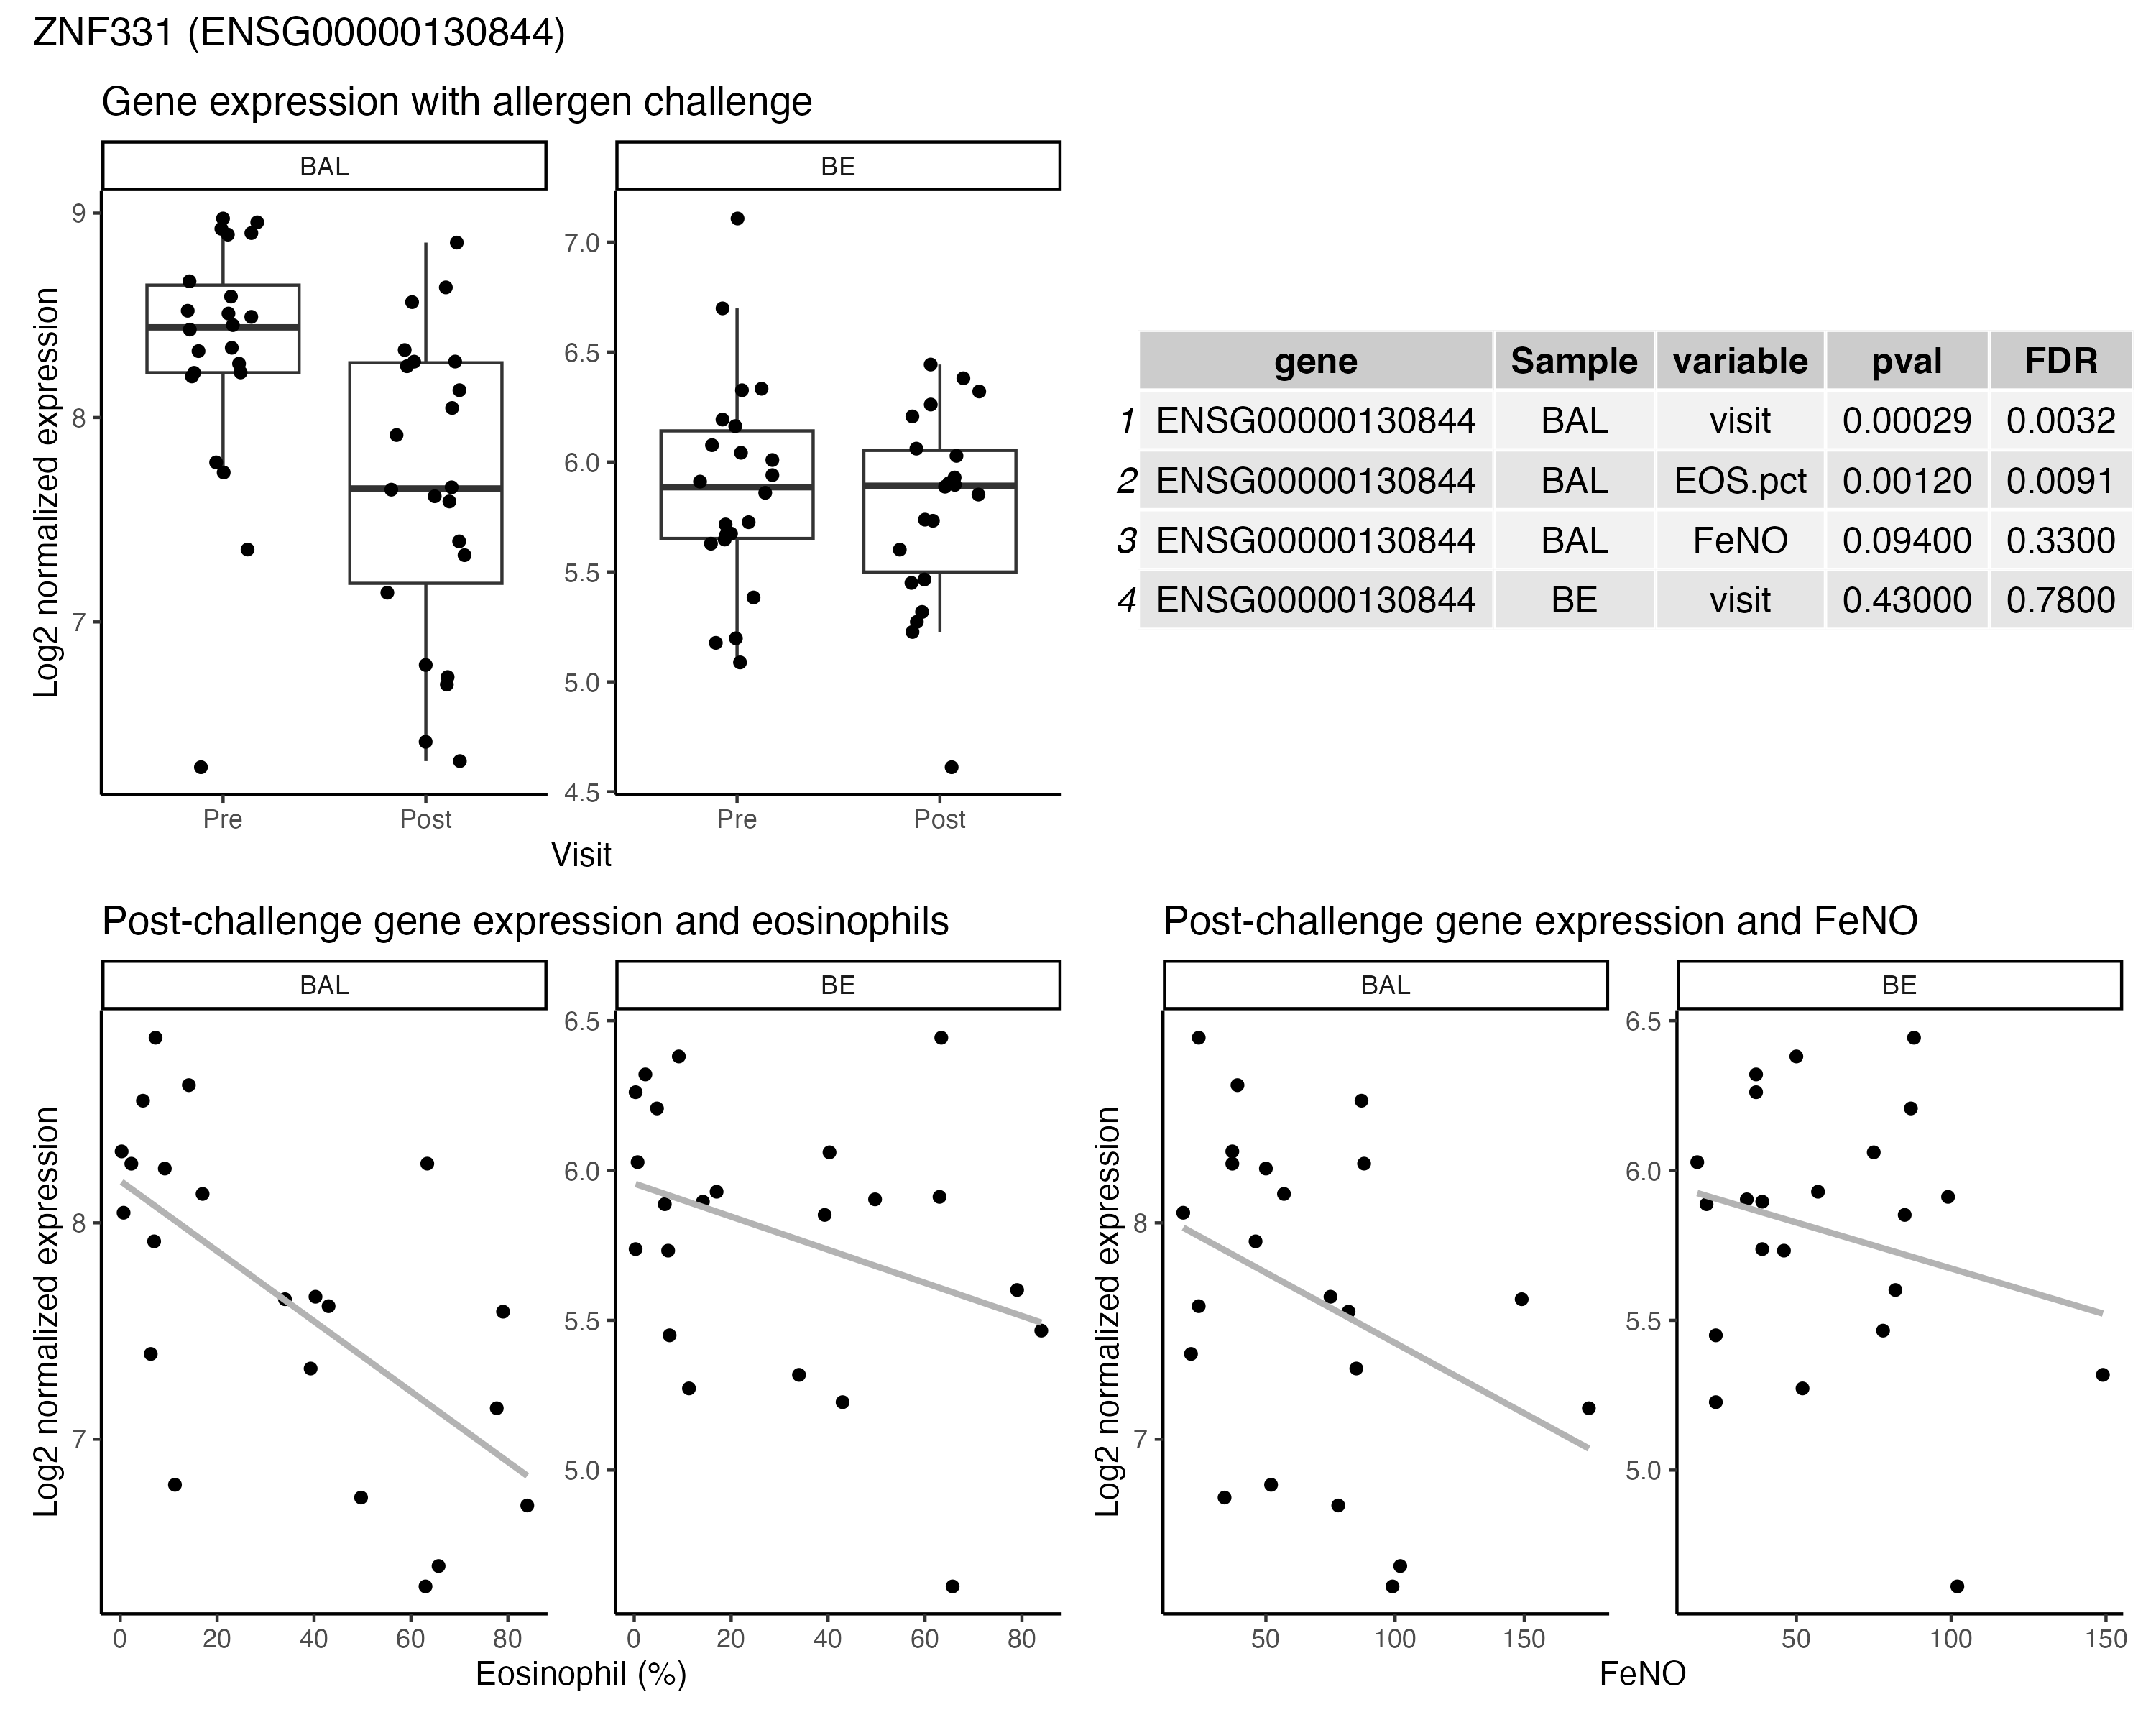 ZNF331 (ENSG00000130844)
Gene expression with allergen challenge
BAL
BE
Log2 normalized expression
9
8
7
7.0
6.5
6.0
5.5
5.0
4.5
Pre
Post
Pre
Post
Visit
gene Sample variable pval FDR
1 ENSG00000130844 BAL visit 0.00029 0.0032
2 ENSG00000130844 BAL EOS.pct 0.00120 0.0091
3 ENSG00000130844 BAL FeNO 0.09400 0.3300
4 ENSG00000130844 BE visit 0.43000 0.7800
Post-challenge gene expression and eosinophils
BAL
BE
Log2 normalized expression
8
7
6.5
6.0
5.5
5.0
0 20 40 60 80
0 20 40 60 80
Eosinophil (%)
Post-challenge gene expression and FeNO
BAL
BE
Log2 normalized expression
8
7
6.5
6.0
5.5
5.0
50 100 150
50 100 150
FeNO